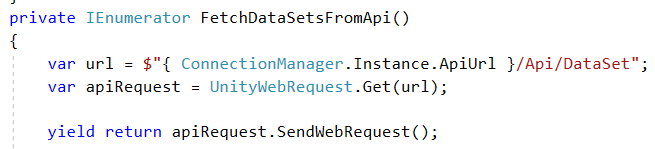 private IEnumerator FetchDataSetsFromApi()
{
var url = $"{ ConnectionManager.Instance.ApiUrl }/Api/DataSet";
var apiRequest = UnityWebRequest.Get(url);
yield return apiRequest.SendWebRequest();